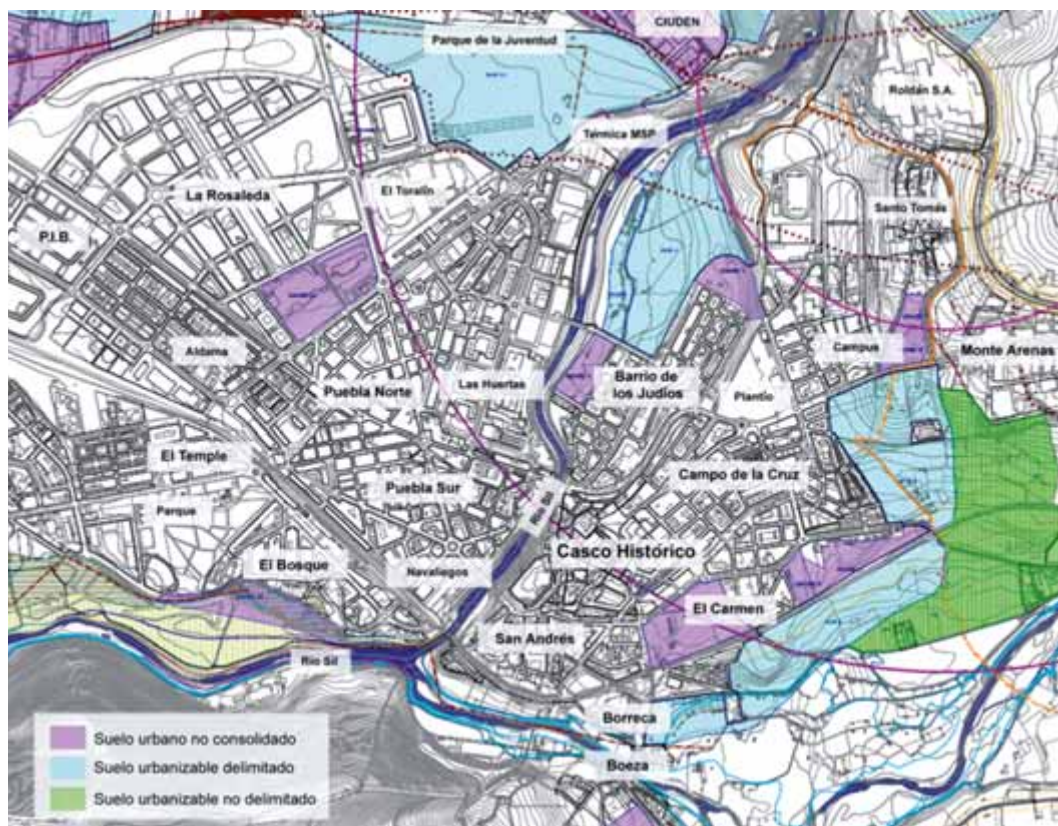 CIUDEN
Parque de la Juventud
Roldán S.A.
Térmica MSP
La Rosaleda
El Toralín
Santo Tomás
P.I.B.
Aldama
Campus
Monte Arenas
Puebla Norte
Las Huertas
Barrio de
los Judíos
Plantío
El Temple
Campo de la Cruz
Puebla Sur
Parque
Río Sil
Casco Histórico
El Bosque
Navaliegos
El Carmen
San Andrés
Río Sil
Borreca
Boeza
Suelo urbano no consolidado
Suelo urbanizable delimitado
Suelo urbanizable no delimitado